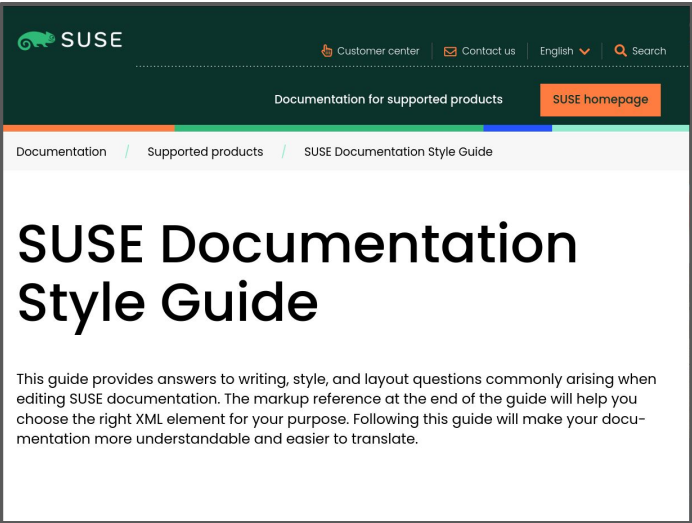 SUSE
Customer center
Contact us
English
Search
Documentation for supported products
SUSE homepage
Documentation / Supported products / SUSE Documentation Style Guide
SUSE Documentation
Style Guide
This guide provides answers to writing, style, and layout questions commonly arising when
editing SUSE documentation. The markup reference at the end of the guide will help you
choose the right XML element for your purpose. Following this guide will make your docu-
mentation more understandable and easier to translate.